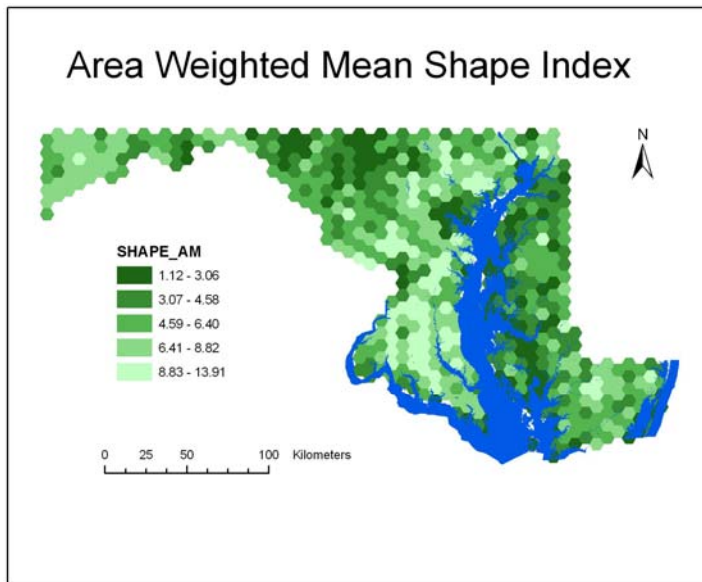 Area Weighted Mean Shape Index
N
SHAPE_AM
1.12 - 3.06
3.07 - 4.58
4.59 - 6.40
6.41 - 8.82
8.83 - 13.91
0 25 50 100 Kilometers